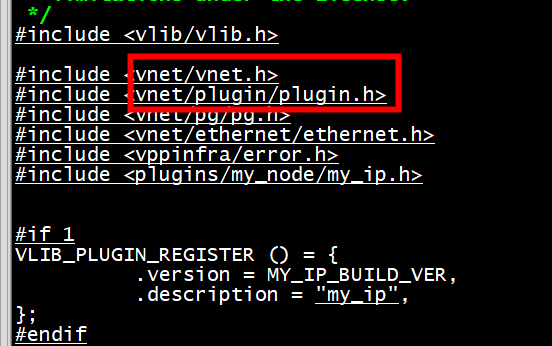 */
#include <vlib/vlib.h>
#include <vnet/vnet.h>
#include <vnet/plugin/plugin.h>
#include <vnet/pg/pg.h>
#include <vnet/ethernet/ethernet.h>
#include <vppinfra/error.h>
#include <plugins/my_node/my_ip.h>
#if 1
VLIB_PLUGIN_REGISTER () = {
.version = MY_IP_BUILD_VER,
.description = "my_ip",
};
#endif